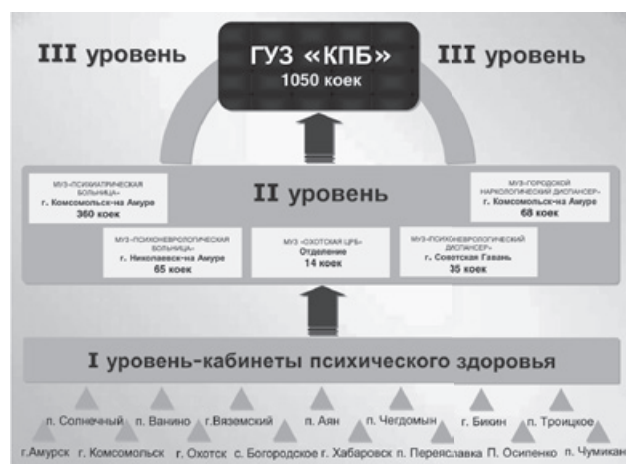 III уровень
ГУЗ «КПБ»
1050 коек
III уровень
II уровень
МУЗ«ПСИХИАТРИЧЕСКАЯ
БОЛЬНИЦА»
г. Комсомольск-на Амуре
360 коек
МУЗ«ГОРОДСКОЙ
НАРКОЛОГИЧЕСКИЙ ДИСПАНСЕР»
г. Комсомольск-на Амуре
68 коек
МУЗ«ПСИХОНЕВРОЛОГИЧЕСКАЯ
БОЛЬНИЦА»
г. Николаевск-на Амуре
65 коек
МУЗ «ОХОТСКАЯ ЦРБ»
Отделение
14 коек
МУЗ«ПСИХОНЕВРОЛОГИЧЕСКИЙ
ДИСПАНСЕР»
г. Советская Гавань
35 коек
I уровень-кабинеты психического здоровья
п. Солнечный п. Ванино г.Вяземский п. Аян п. Чегдомын г. Бикин п. Троицкое
г.Амурск г. Комсомольск г. Охотск с. Богородское г. Хабаровск п. Переяславка П. Осипенко п. Чумикан